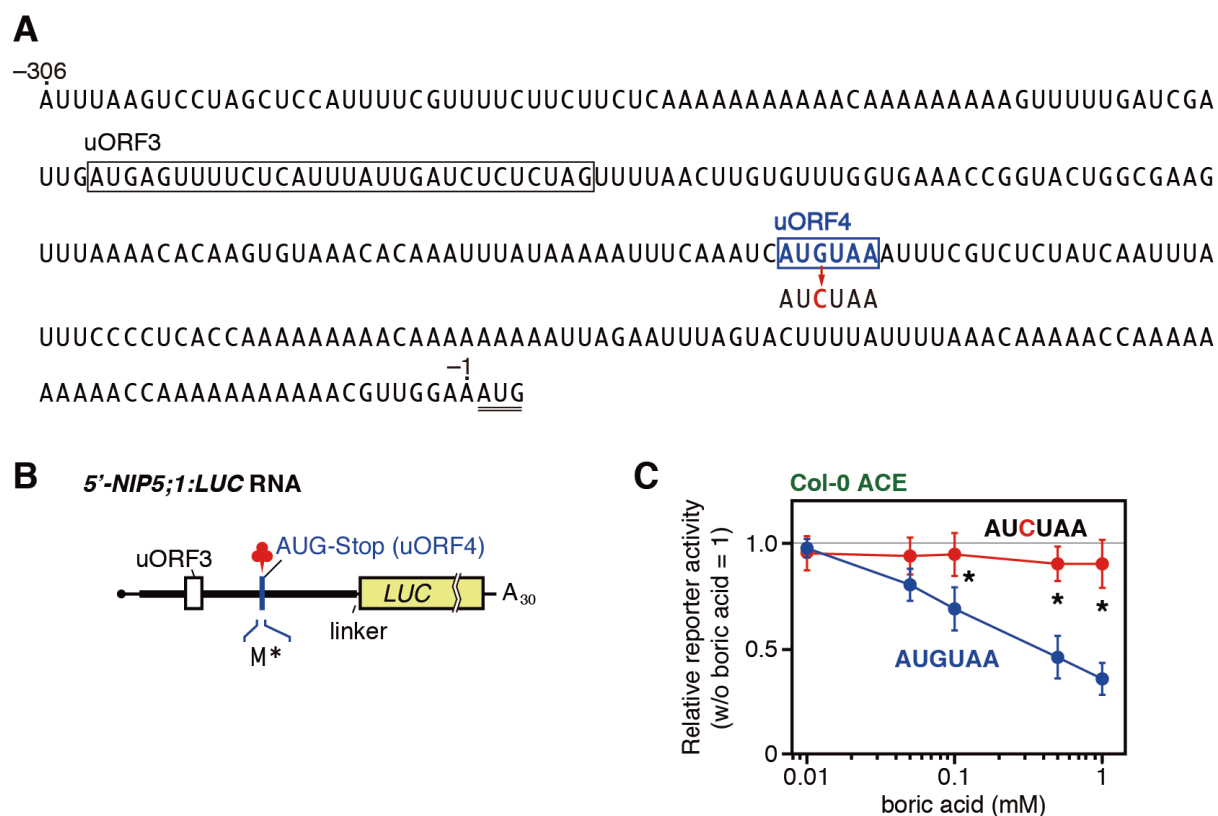 A
–306
AUUUAAGUCCUAGCUCCAUUUUCGUUUUCUUCUUCUCAAAAAAAAAAACAAAAAAAAAGUUUUUGAUCGA
uORF3
UUGAUGAGUUUUCUCAUUUAUUGAUCUCUCUAGUUUUAACUUGUGUUUGGUGAAACCGGUACUGGCGAAG
uORF4
UUUAAAACACAAGUGUAAACACAAAUUUAUAAAAAUUUCAAAUCAUGUAAAUUUCGUCUCUAUCAAUUUA
AUCUAA
UUUCCCCUCACCAAAAAAAAAACAAAAAAAAUUAGAAUUUAGUACUUUUAUUUUAAACAAAAACCAAAAA
–1
AAAAACCAAAAAAAAAAACGUUGGAAAUG
B
5'-NIP5;1:LUC RNA
uORF3
AUG-Stop (uORF4)
LUC
A30
linker
M*
C
Col-0 ACE
Relative reporter activity
(w/o boric acid = 1)
1.0
0.5
0
AUCUAA
*
*
*
AUGUAA
0.01
0.1
1
boric acid (mM)